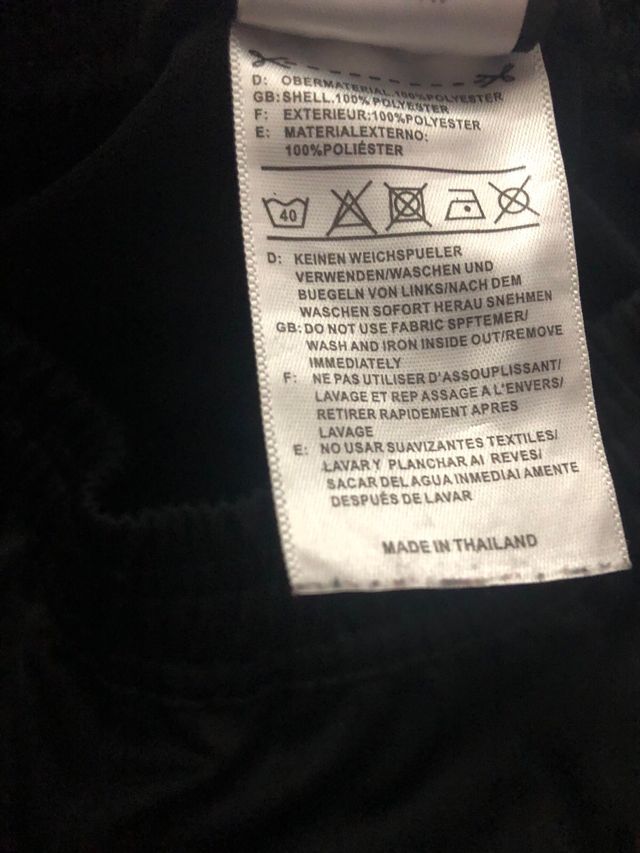 D: OBERMATERIAL.100%POLYESTER
GB: SHELL.100% POLYESTER
F: EXTERIEUR:100%POLYESTER
E: MATERIALEXTERNO:
100%POLIÉSTER
40
D: KEINEN WEICHSPUELER
VERWENDEN/WASCHEN UND
BUEGELN VON LINKS/NACH DEM
WASCHEN SOFORT HERAU SNEHMEN
GB: DO NOT USE FABRIC SPFTEMER/
WASH AND IRON INSIDE OUT/REMOVE
IMMEDIATELY
F: NE PAS UTILISER D'ASSOUPLISSANT/
LAVAGE ET REP ASSAGE A L'ENVERS/
RETIRER RAPIDEMENT APRES
LAVAGE
E: NO USAR SUAVIZANTES TEXTILES/
LAVARY PLANCHAR AI REVES/
SACAR DEL AGUA INMEDIAI AMENTE
DESPUÉS DE LAVAR
MADE IN THAILAND